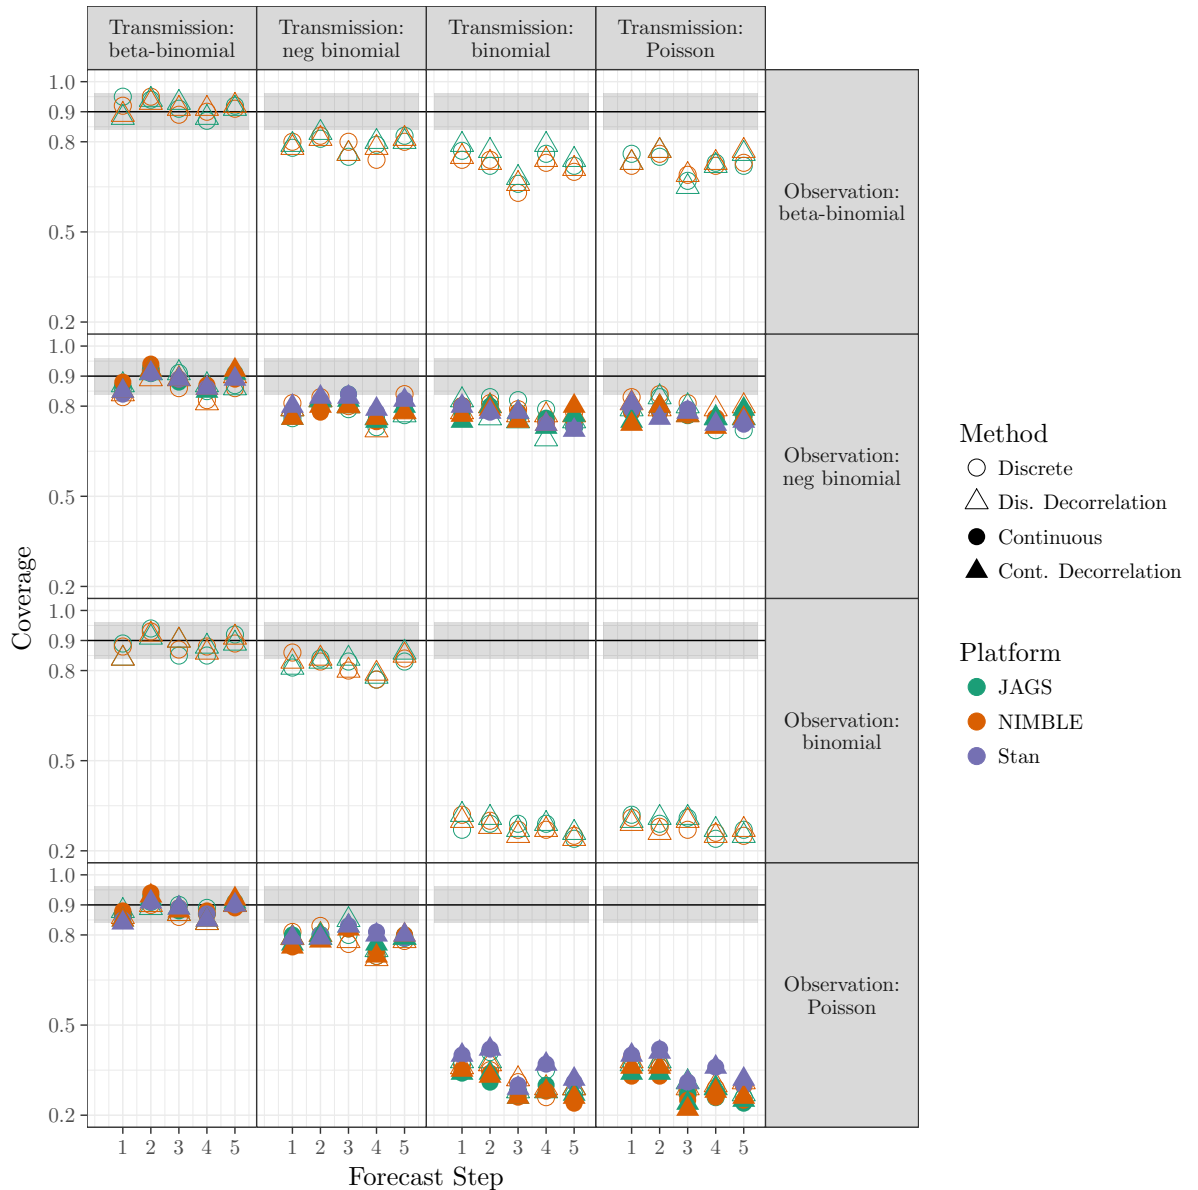 Transmission:
beta-binomial
Transmission:
neg binomial
Transmission:
binomial
Transmission:
Poisson
1.0
0.9
0.8
0.5
0.2
Observation:
beta-binomial
1.0
0.9
0.8
0.5
0.2
Observation:
neg binomial
1.0
0.9
0.8
0.5
0.2
Observation:
binomial
1.0
0.9
0.8
0.5
0.2
Observation:
Poisson
Coverage
1 2 3 4 5 1 2 3 4 5 1 2 3 4 5 1 2 3 4 5
Forecast Step
Method
Discrete
Dis. Decorrelation
Continuous
Cont. Decorrelation
Platform
JAGS
NIMBLE
Stan